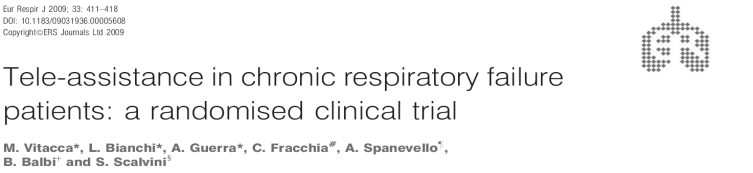 Eur Respir J 2009; 33: 411–418
DOI: 10.1183/09031936.00005608
Copyright©ERS Journals Ltd 2009
ERS
Tele-assistance in chronic respiratory failure
patients: a randomised clinical trial
M. Vitacca*, L. Bianchi*, A. Guerra*, C. Fracchia#, A. Spanevello¶,
B. Balbi+ and S. Scalvini§